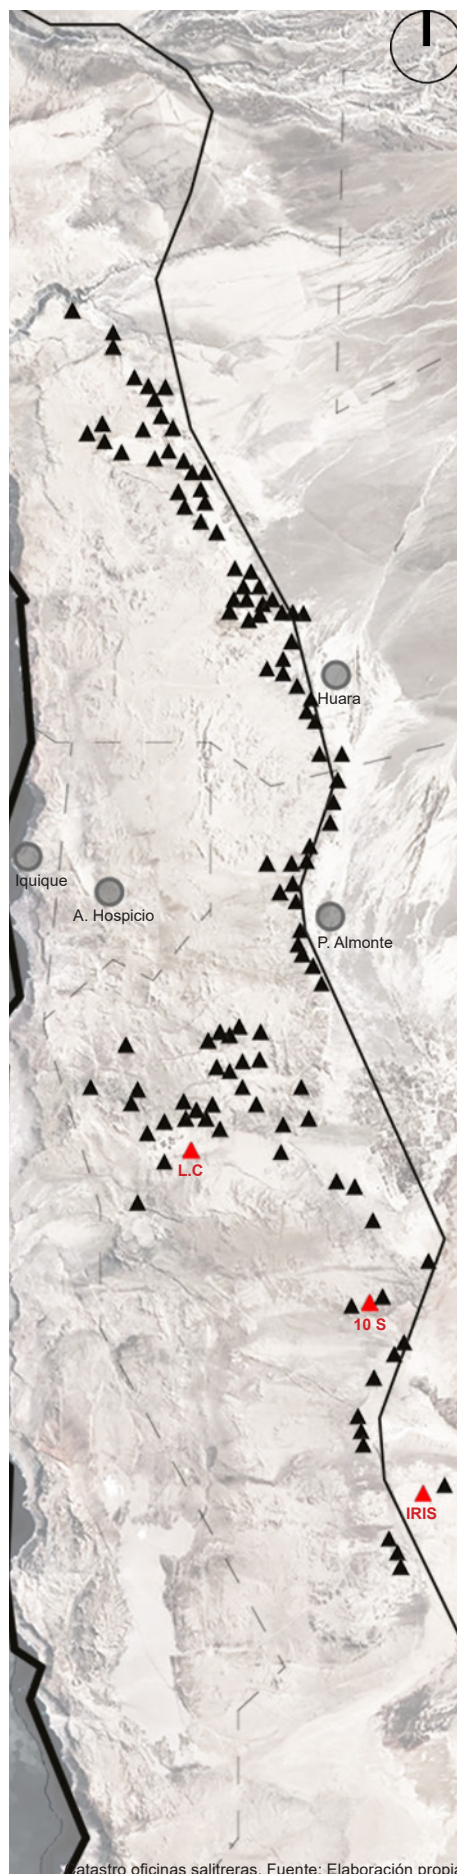 Huara
Iquique
A. Hospicio
P. Almonte
L.C
10 S
IRIS
atastro oficinas salitreras. Fuente: Elaboración propia